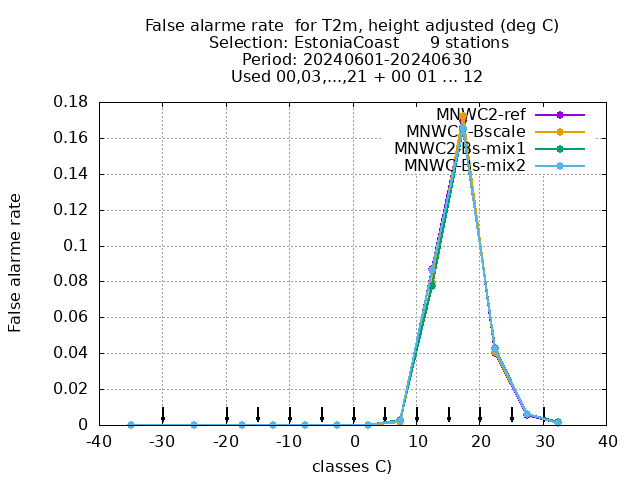 False alarme rate  for T2m, height adjusted (deg C)
Selection: EstoniaCoast      9 stations
Period: 20240601-20240630
Used 00,03,...,21 + 00 01 ... 12
MNWC2-ref
MNWC2-Bscale
MNWC2-Bs-mix1
MNWC-Bs-mix2
False alarme rate
0.18
0.16
0.14
0.12
0.1
0.08
0.06
0.04
0.02
0
-40 -30 -20 -10 0 10 20 30 40
classes C)